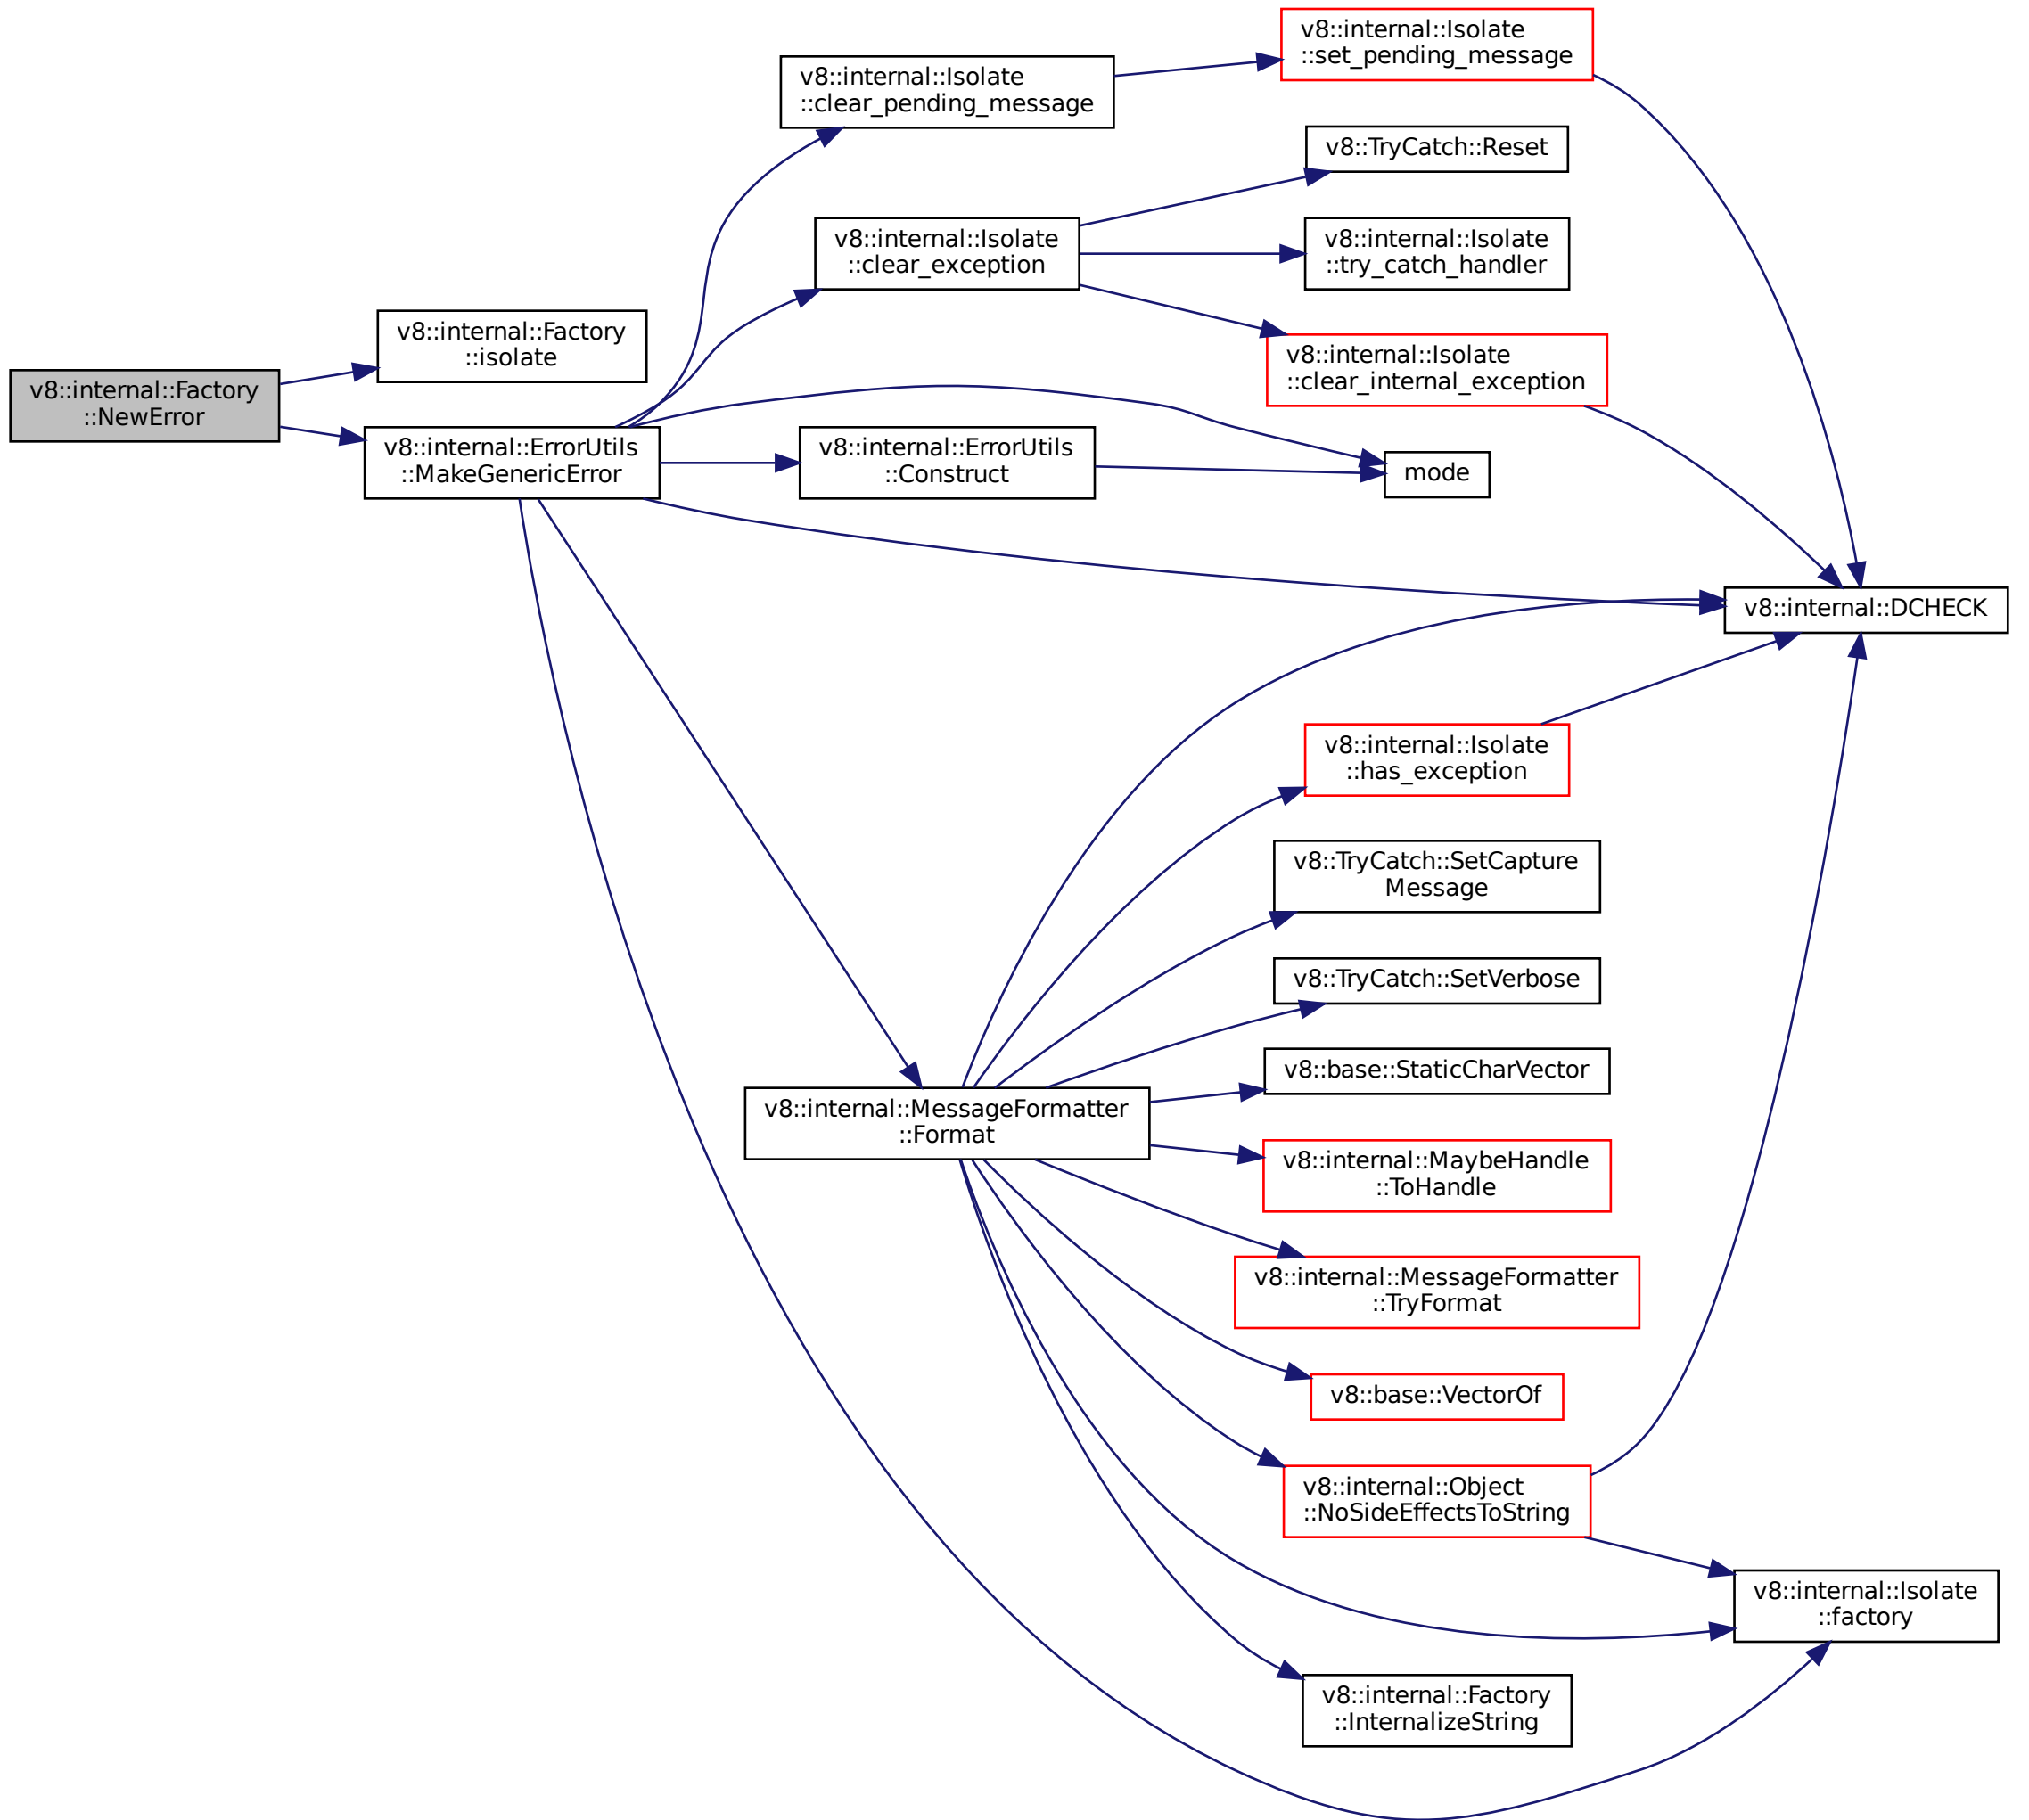 v8::internal::Factory
::NewError
v8::internal::Factory
::isolate
v8::internal::ErrorUtils
::MakeGenericError
v8::internal::Isolate
::clear_pending_message
v8::internal::Isolate
::clear_exception
v8::internal::ErrorUtils
::Construct
v8::internal::MessageFormatter
::Format
v8::internal::Isolate
::set_pending_message
v8::TryCatch::Reset
v8::internal::Isolate
::try_catch_handler
v8::internal::Isolate
::clear_internal_exception
mode
v8::internal::Isolate
::has_exception
v8::TryCatch::SetCapture
Message
v8::TryCatch::SetVerbose
v8::base::StaticCharVector
v8::internal::MaybeHandle
::ToHandle
v8::internal::MessageFormatter
::TryFormat
v8::base::VectorOf
v8::internal::Object
::NoSideEffectsToString
v8::internal::Factory
::InternalizeString
v8::internal::DCHECK
v8::internal::Isolate
::factory